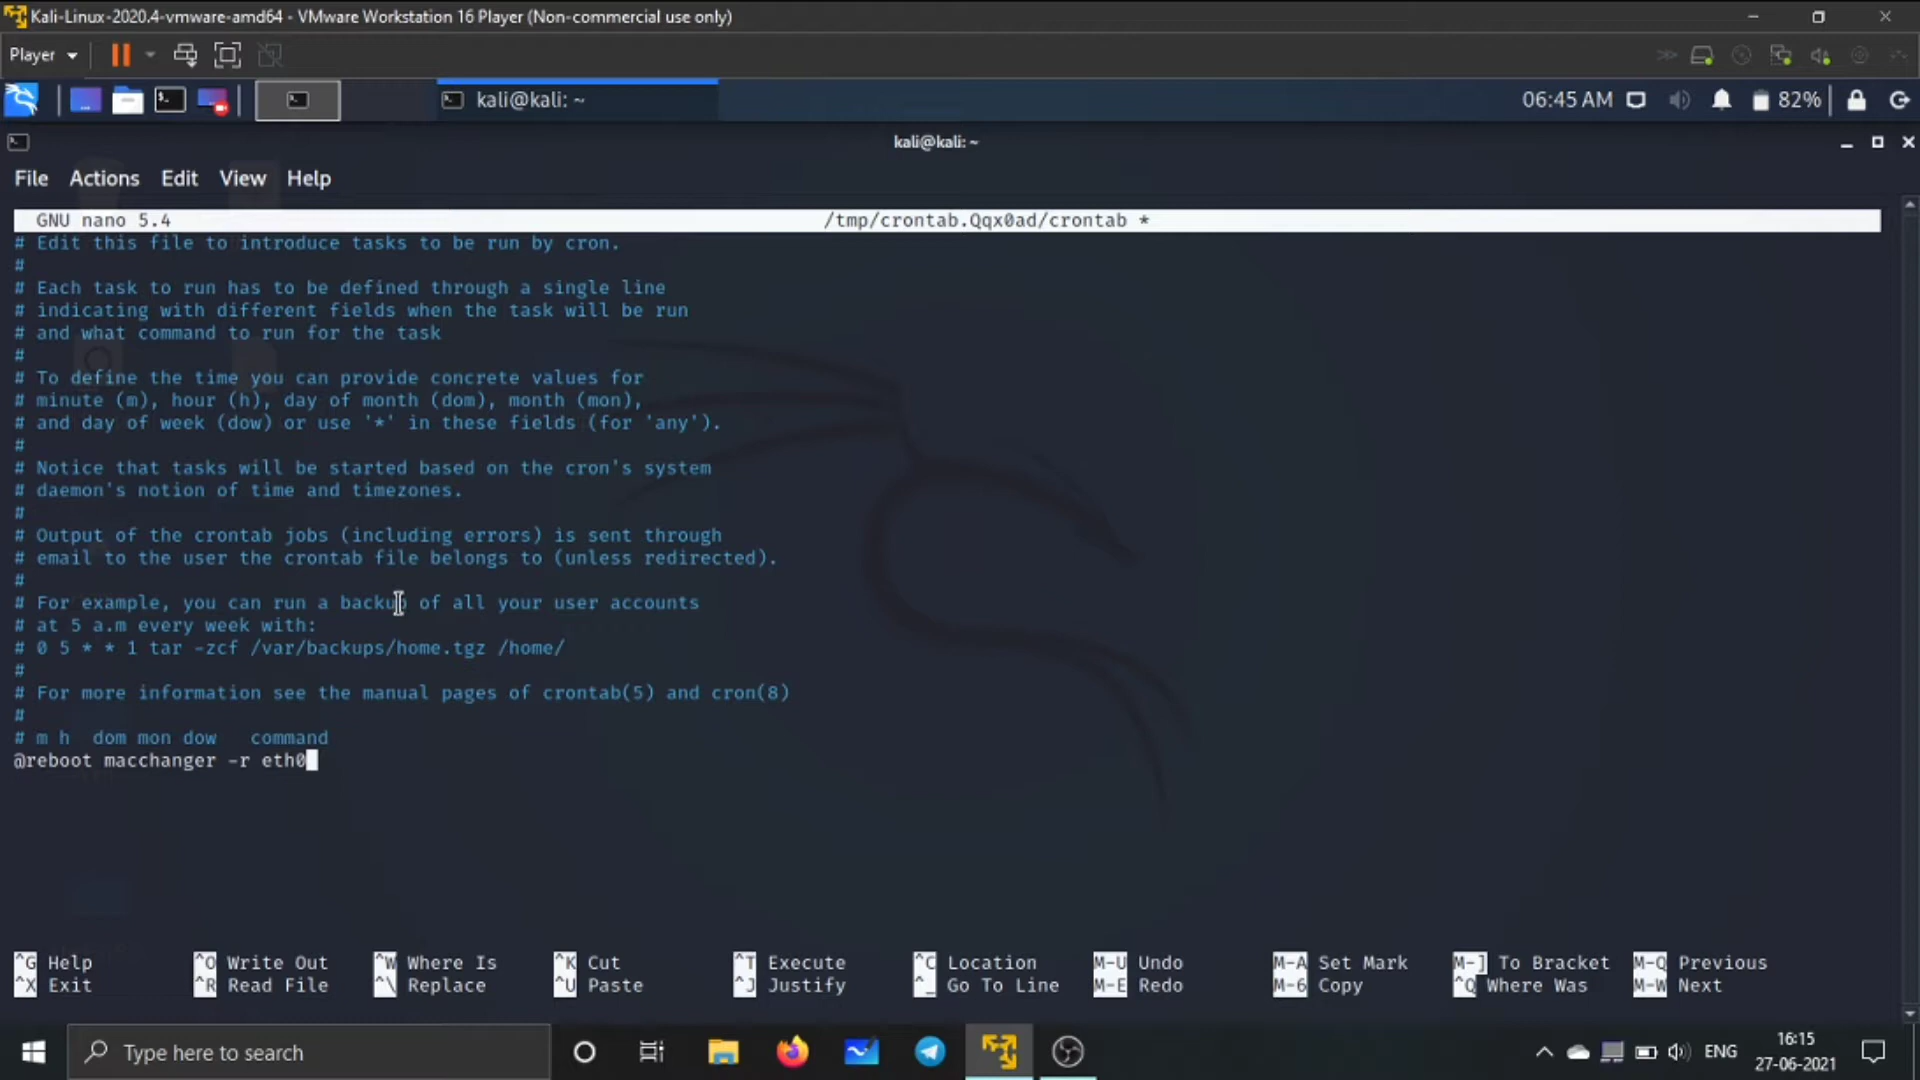 Kali-Linux-2020.4-vmware-amd64 - VMware Workstation 16 Player (Non-commercial use only)
Player
kali@kali: ~
06:45 AM
82%
kali@kali: ~
File Actions Edit View Help
GNU nano 5.4 /tmp/crontab.Qqx0ad/crontab *
# Edit this file to introduce tasks to be run by cron.
#
# Each task to run has to be defined through a single line
# indicating with different fields when the task will be run
# and what command to run for the task
#
# To define the time you can provide concrete values for
# minute (m), hour (h), day of month (dom), month (mon),
# and day of week (dow) or use '*' in these fields (for 'any').
#
# Notice that tasks will be started based on the cron's system
# daemon's notion of time and timezones.
#
# Output of the crontab jobs (including errors) is sent through
# email to the user the crontab file belongs to (unless redirected).
#
# For example, you can run a backup of all your user accounts
# at 5 a.m every week with:
# 0 5 * * 1 tar -zcf /var/backups/home.tgz /home/
#
# For more information see the manual pages of crontab(5) and cron(8)
#
# m h  dom mon dow   command
@reboot macchanger -r eth0
^G Help ^O Write Out ^W Where Is ^K Cut ^T Execute ^C Location M-U Undo M-A Set Mark M-] To Bracket M-Q Previous
^X Exit ^R Read File ^\ Replace ^U Paste ^J Justify ^_ Go To Line M-E Redo M-6 Copy ^Q Where Was M-W Next
Type here to search
ENG
16:15
27-06-2021